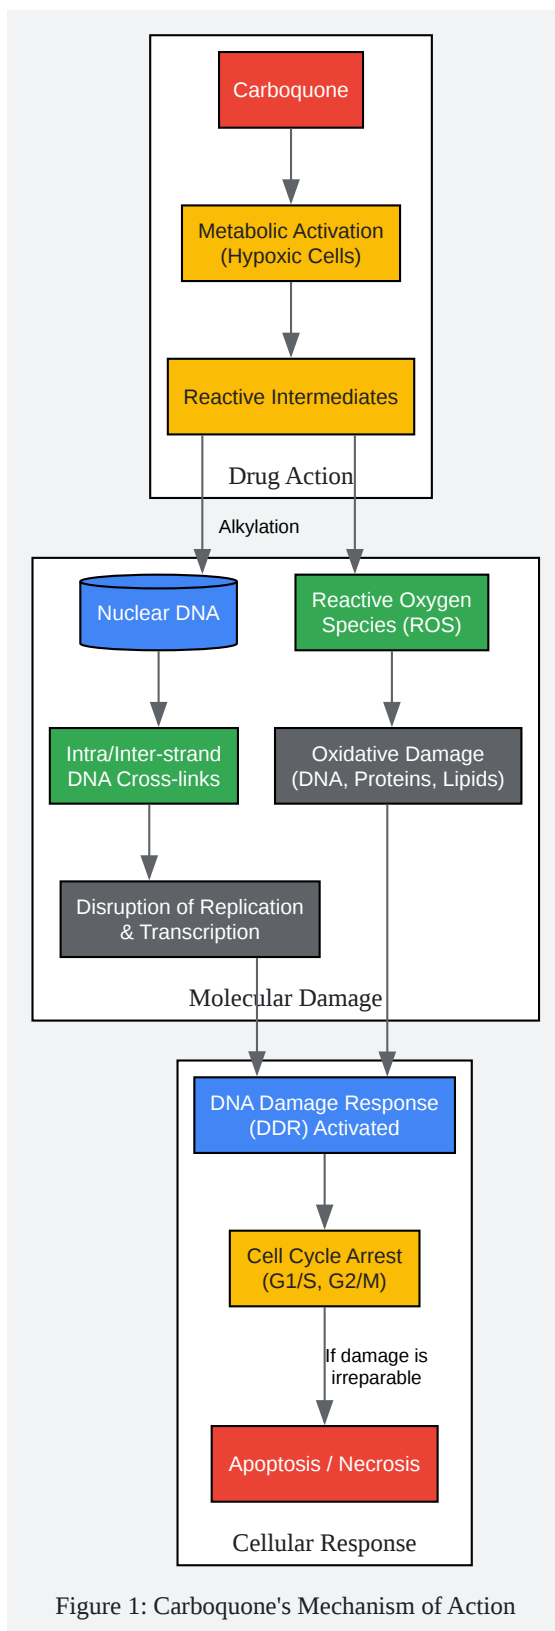 Carboquone
Metabolic Activation
(Hypoxic Cells)
Reactive Intermediates
Drug Action
Alkylation
Nuclear DNA
Reactive Oxygen
Species (ROS)
Intra/Inter-strand
DNA Cross-links
Oxidative Damage
(DNA, Proteins, Lipids)
Disruption of Replication
& Transcription
Molecular Damage
DNA Damage Response
(DDR) Activated
Cell Cycle Arrest
(G1/S, G2/M)
If damage is
irreparable
Apoptosis / Necrosis
Cellular Response
Figure 1: Carboquone's Mechanism of Action